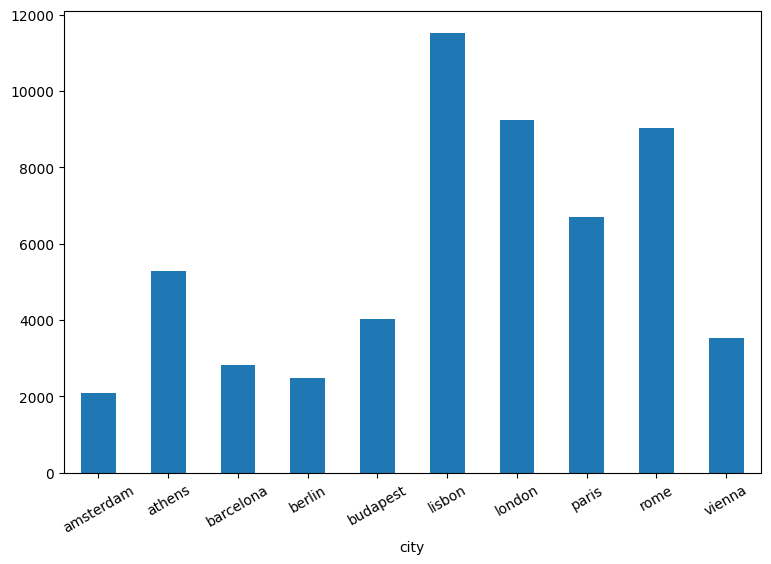 12000
10000
8000
6000
4000
2000
0
amsterdam
athens
barcelona
berlin
budapest
lisbon
london
paris
rome
vienna
city